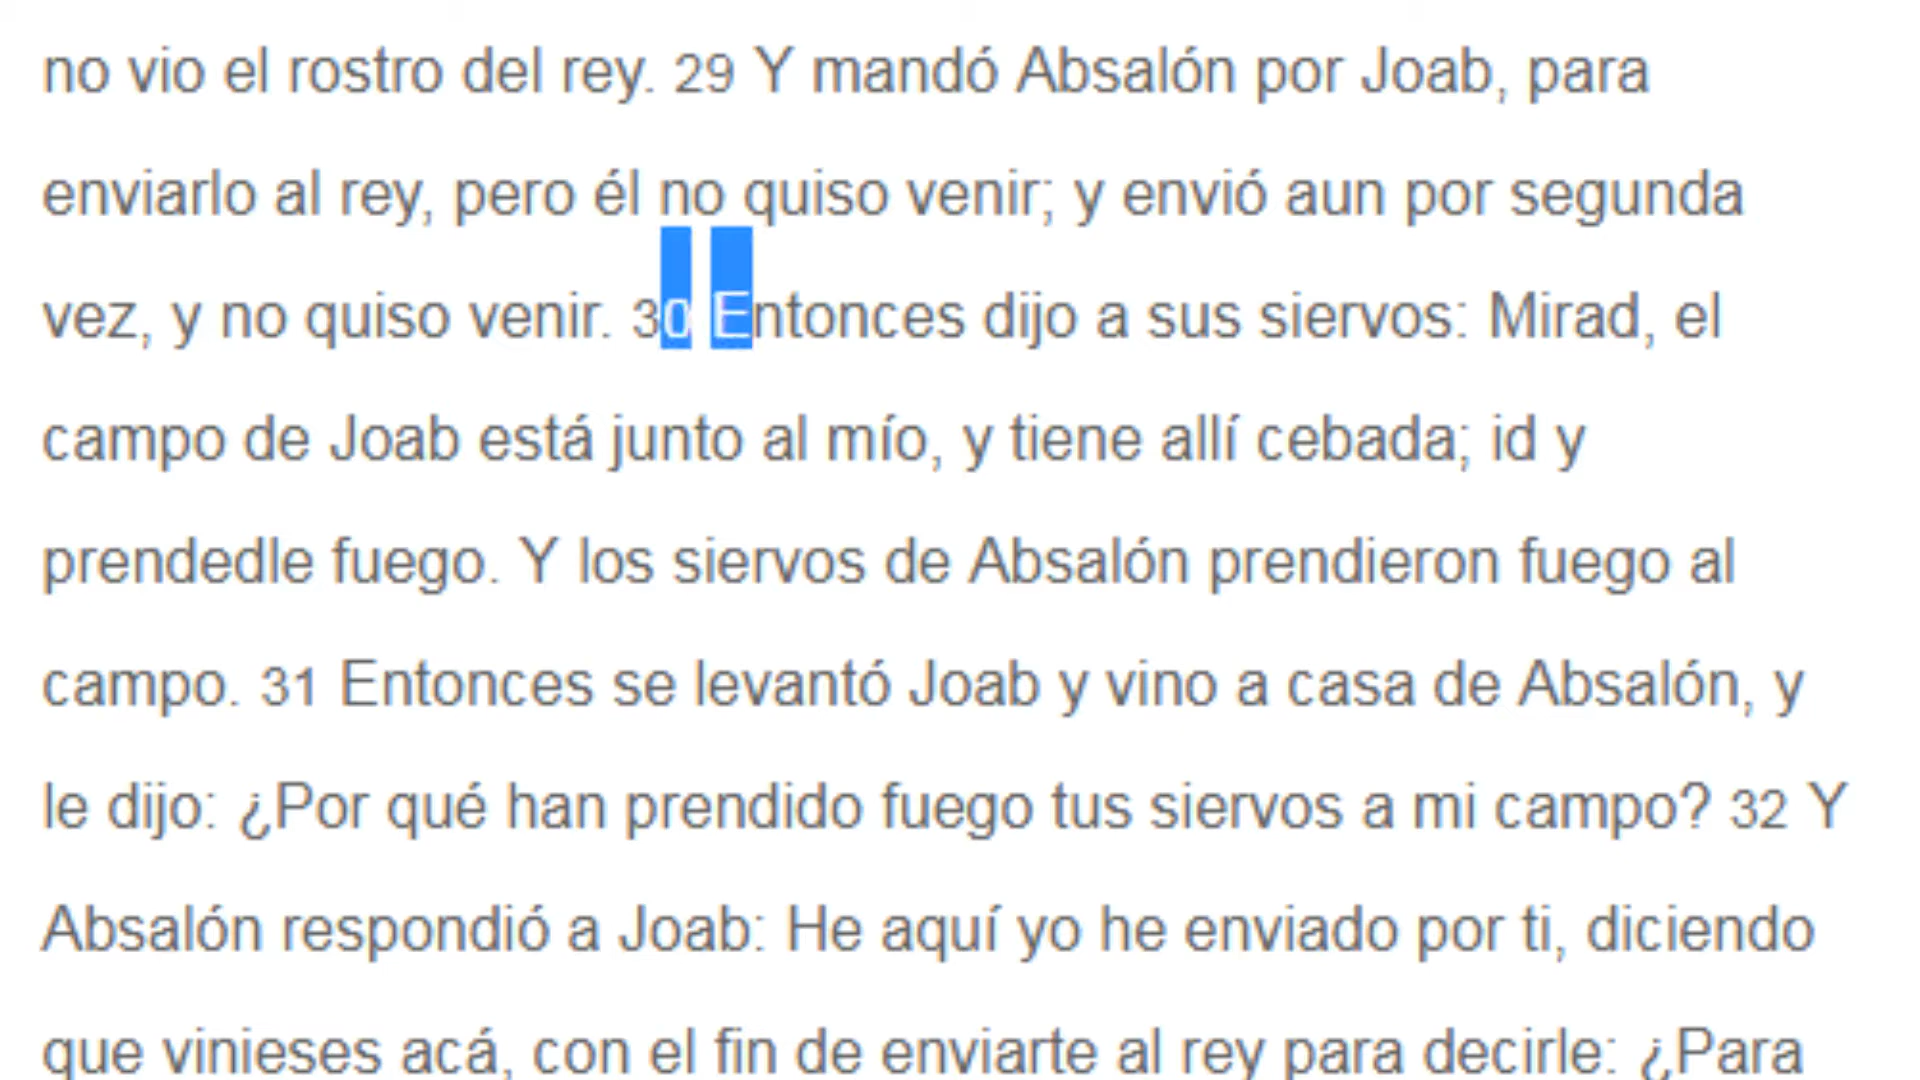 no vio el rostro del rey. 29 Y mandó Absalón por Joab, para
enviarlo al rey, pero él no quiso venir; y envió aun por segunda
vez, y no quiso venir. 30 Entonces dijo a sus siervos: Mirad, el
campo de Joab está junto al mío, y tiene allí cebada; id y
prendedle fuego. Y los siervos de Absalón prendieron fuego al
campo. 31 Entonces se levantó Joab y vino a casa de Absalón, y
le dijo: ¿Por qué han prendido fuego tus siervos a mi campo? 32 Y
Absalón respondió a Joab: He aquí yo he enviado por ti, diciendo
que vinieses acá, con el fin de enviarte al rey para decirle: ¿Para